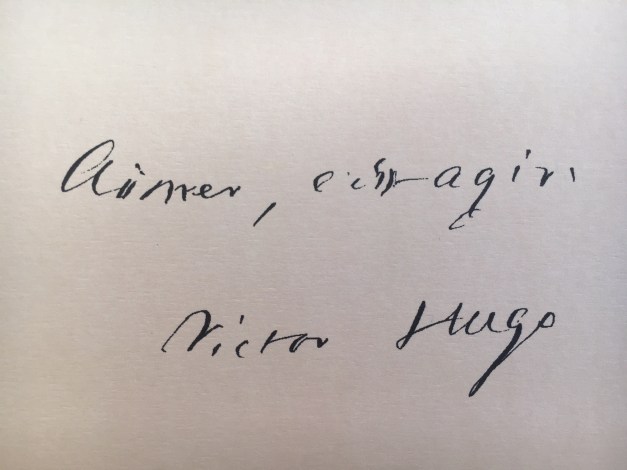 Aimer, c'est agir.
Victor Hugo